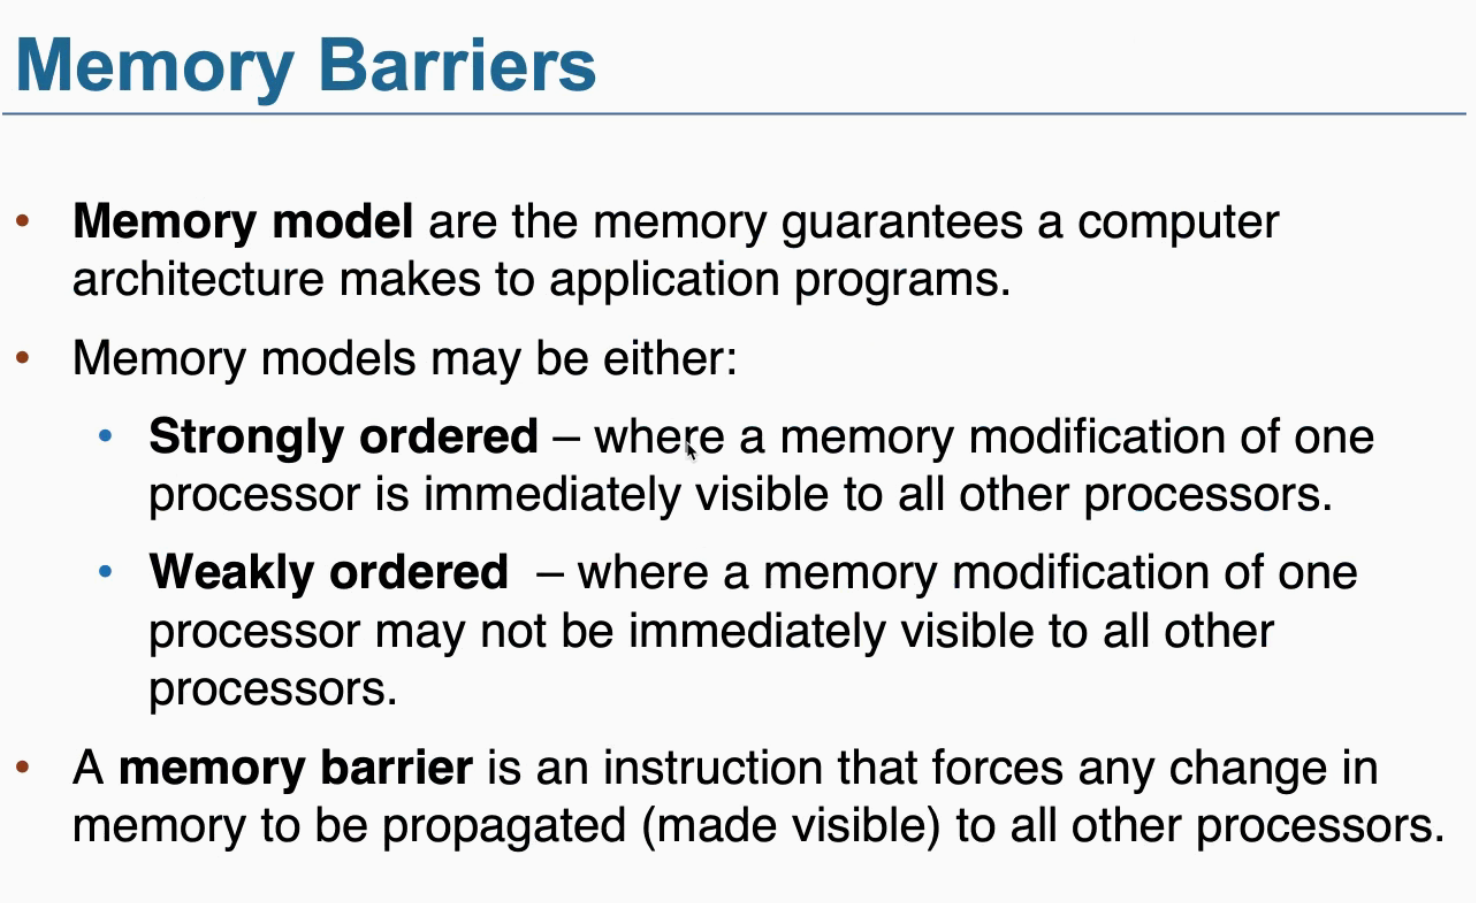 Memory Barriers
• Memory model are the memory guarantees a computer
architecture makes to application programs.
• Memory models may be either:
• Strongly ordered – where a memory modification of one
processor is immediately visible to all other processors.
• Weakly ordered – where a memory modification of one
processor may not be immediately visible to all other
processors.
• A memory barrier is an instruction that forces any change in
memory to be propagated (made visible) to all other processors.